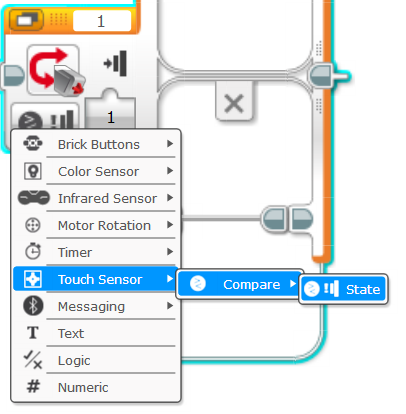 1
1
Brick Buttons
Color Sensor
Infrared Sensor
Motor Rotation
Timer
Touch Sensor
Compare
State
Messaging
T Text
Logic
# Numeric